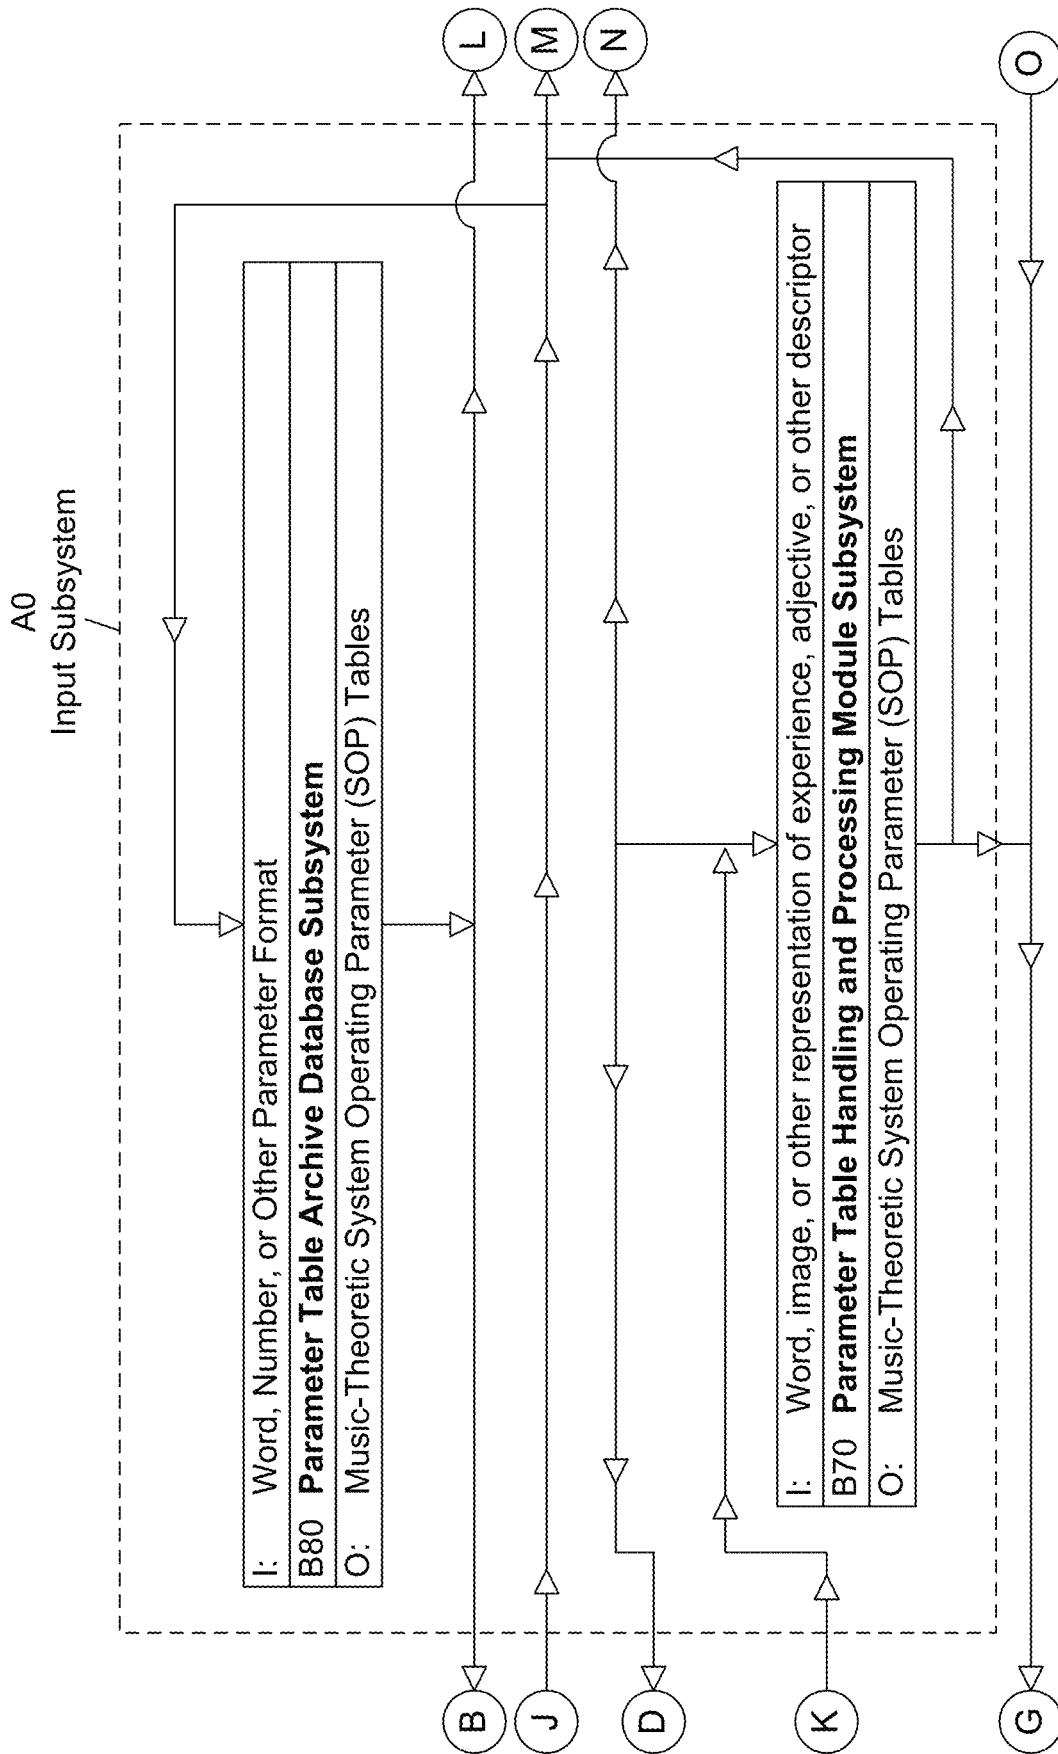 A0
Input Subsystem
I: Word, Number, or Other Parameter Format
B80 Parameter Table Archive Database Subsystem
O: Music-Theoretic System Operating Parameter (SOP) Tables
B
L
J
M
N
D
K
I: Word, image, or other representation of experience, adjective, or other descriptor
B70 Parameter Table Handling and Processing Module Subsystem
O: Music-Theoretic System Operating Parameter (SOP) Tables
G
O